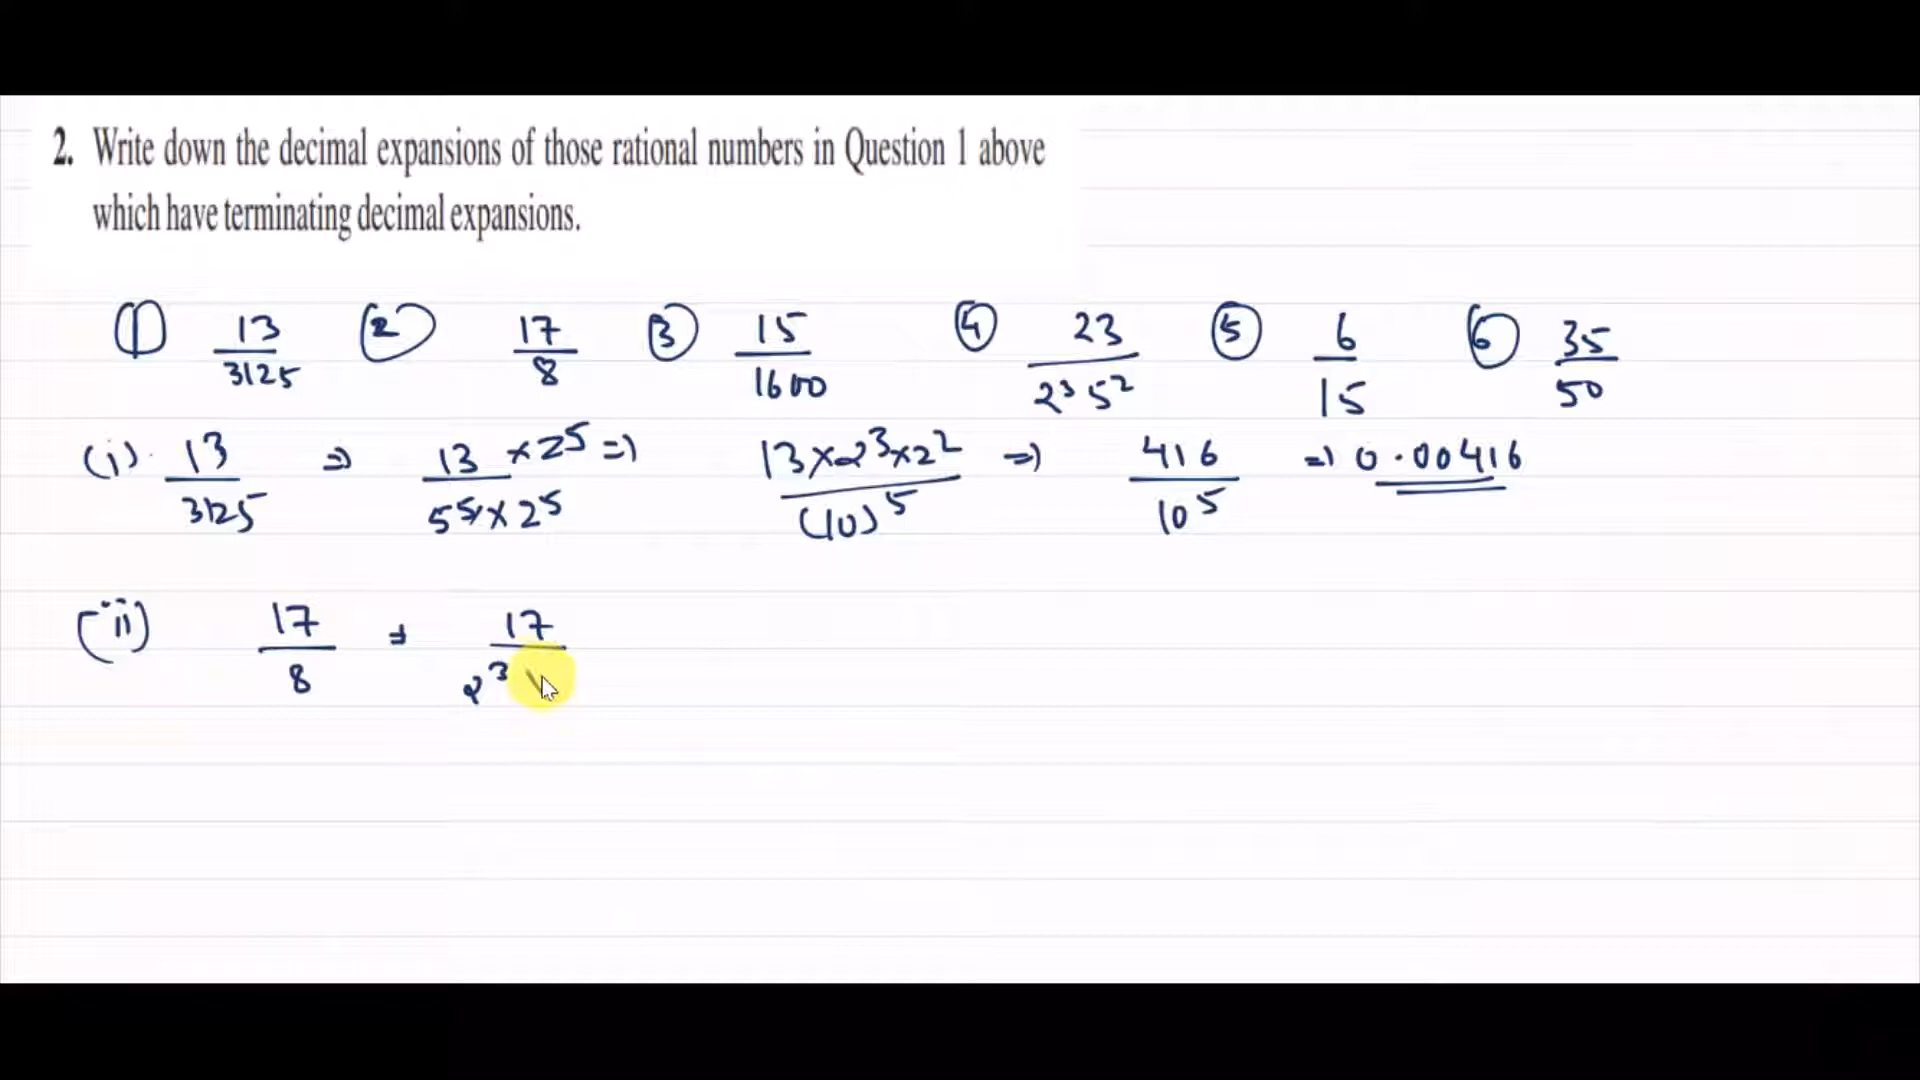 2. Write down the decimal expansions of those rational numbers in Question 1 above
which have terminating decimal expansions.
① 13/3125 ② 17/8 ③ 15/1600 ④ 23/2³5² ⑤ 6/15 ⑥ 35/50
(i). 13/3125 ⇒ 13×2⁵/5⁵×2⁵ ⇒ 13×2³×2²/(10)⁵ ⇒ 416/10⁵ ⇒ 0.00416
(ii) 17/8 ⇒ 17/2³